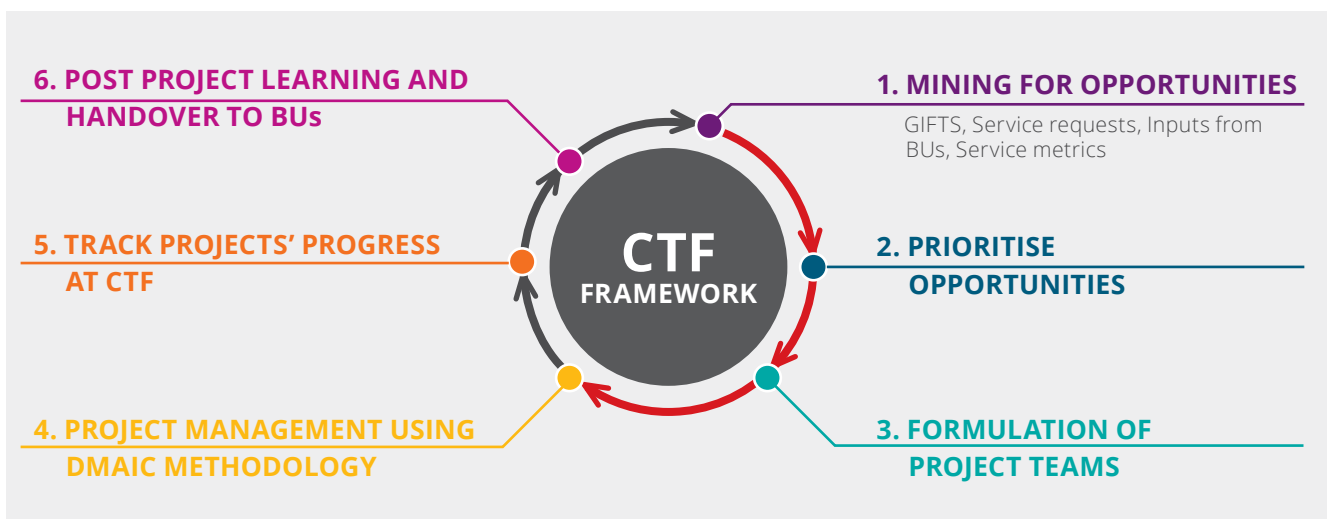 CTF
FRAMEWORK
1. MINING FOR OPPORTUNITIES
GIFTS, Service requests, Inputs from
BUs, Service metrics
2. PRIORITISE
OPPORTUNITIES
3. FORMULATION OF
PROJECT TEAMS
4. PROJECT MANAGEMENT USING
DMAIC METHODOLOGY
5. TRACK PROJECTS’ PROGRESS
AT CTF
6. POST PROJECT LEARNING AND
HANDOVER TO BUs